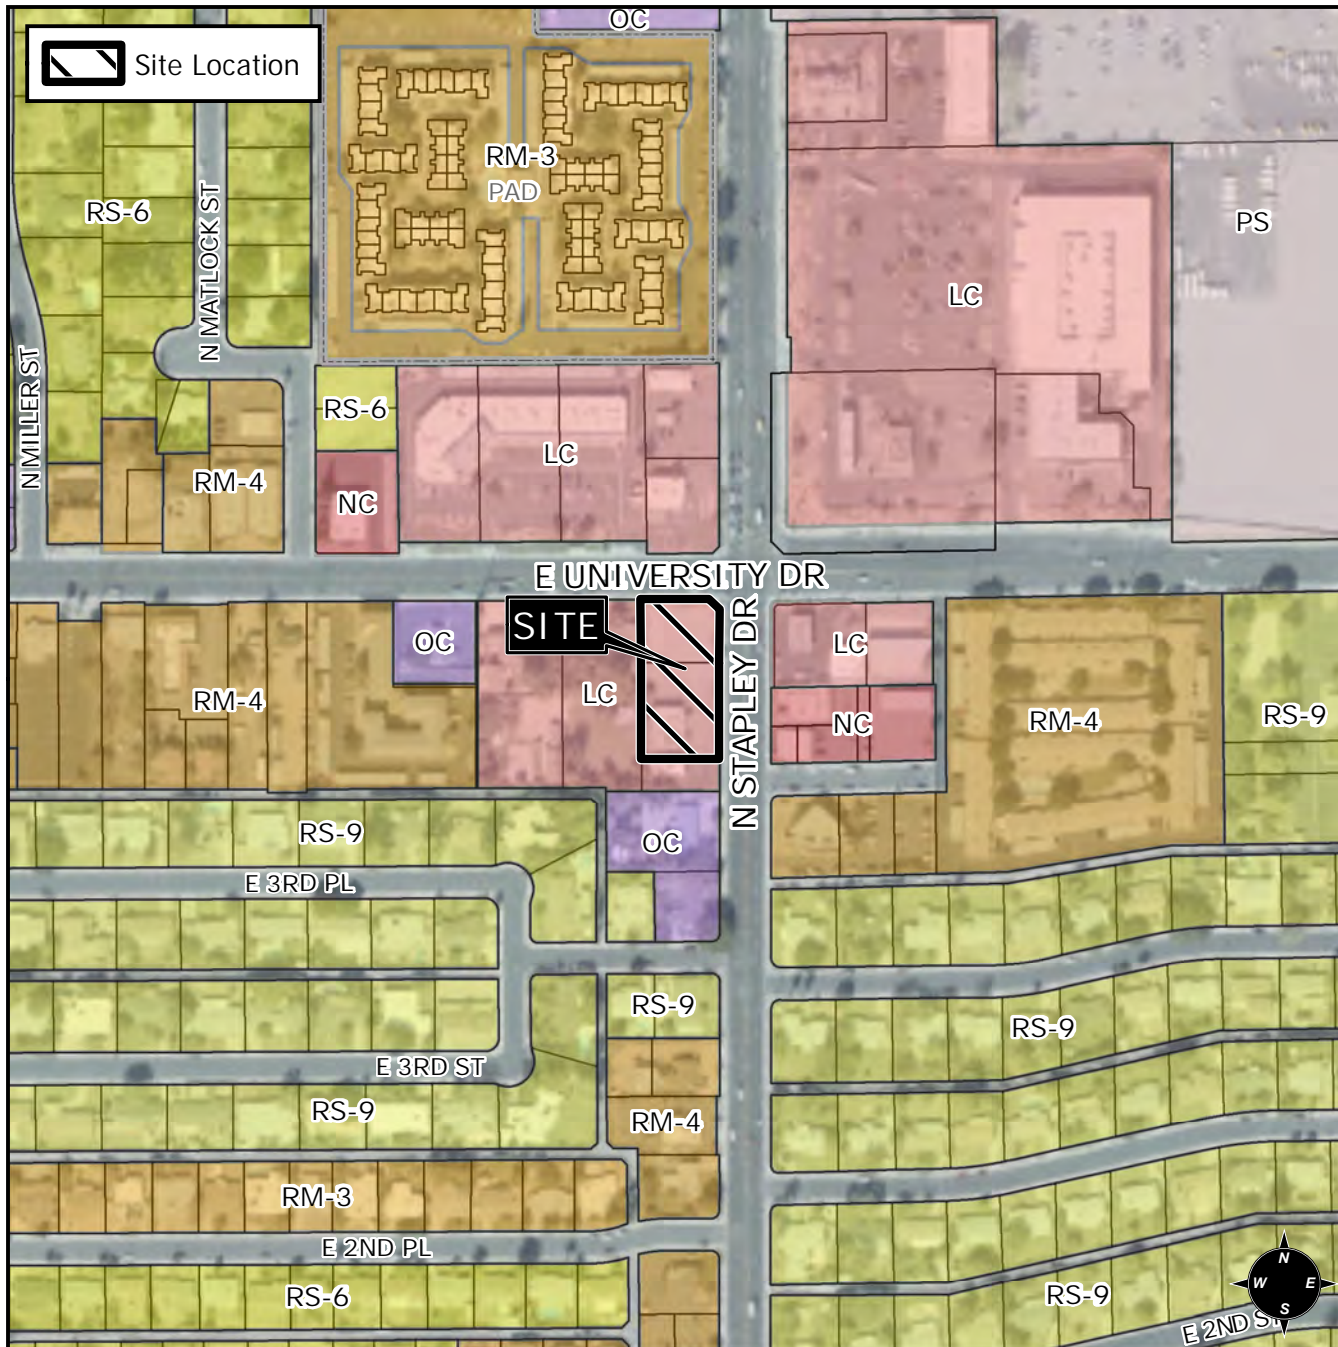 OC
Site Location
RM-3
PAD
RS-6
N MATLOCK ST
PS
LC
N MILLER ST
RS-6
LC
RM-4
NC
E UNIVERSITY DR
SITE
N STAPLEY DR
OC
LC
RM-4
LC
NC
RM-4
RS-9
RS-9
OC
E 3RD PL
RS-9
RS-9
E 3RD ST
RS-9
RM-4
RM-3
E 2ND PL
RS-6
RS-9
N
W E
S
E 2ND ST